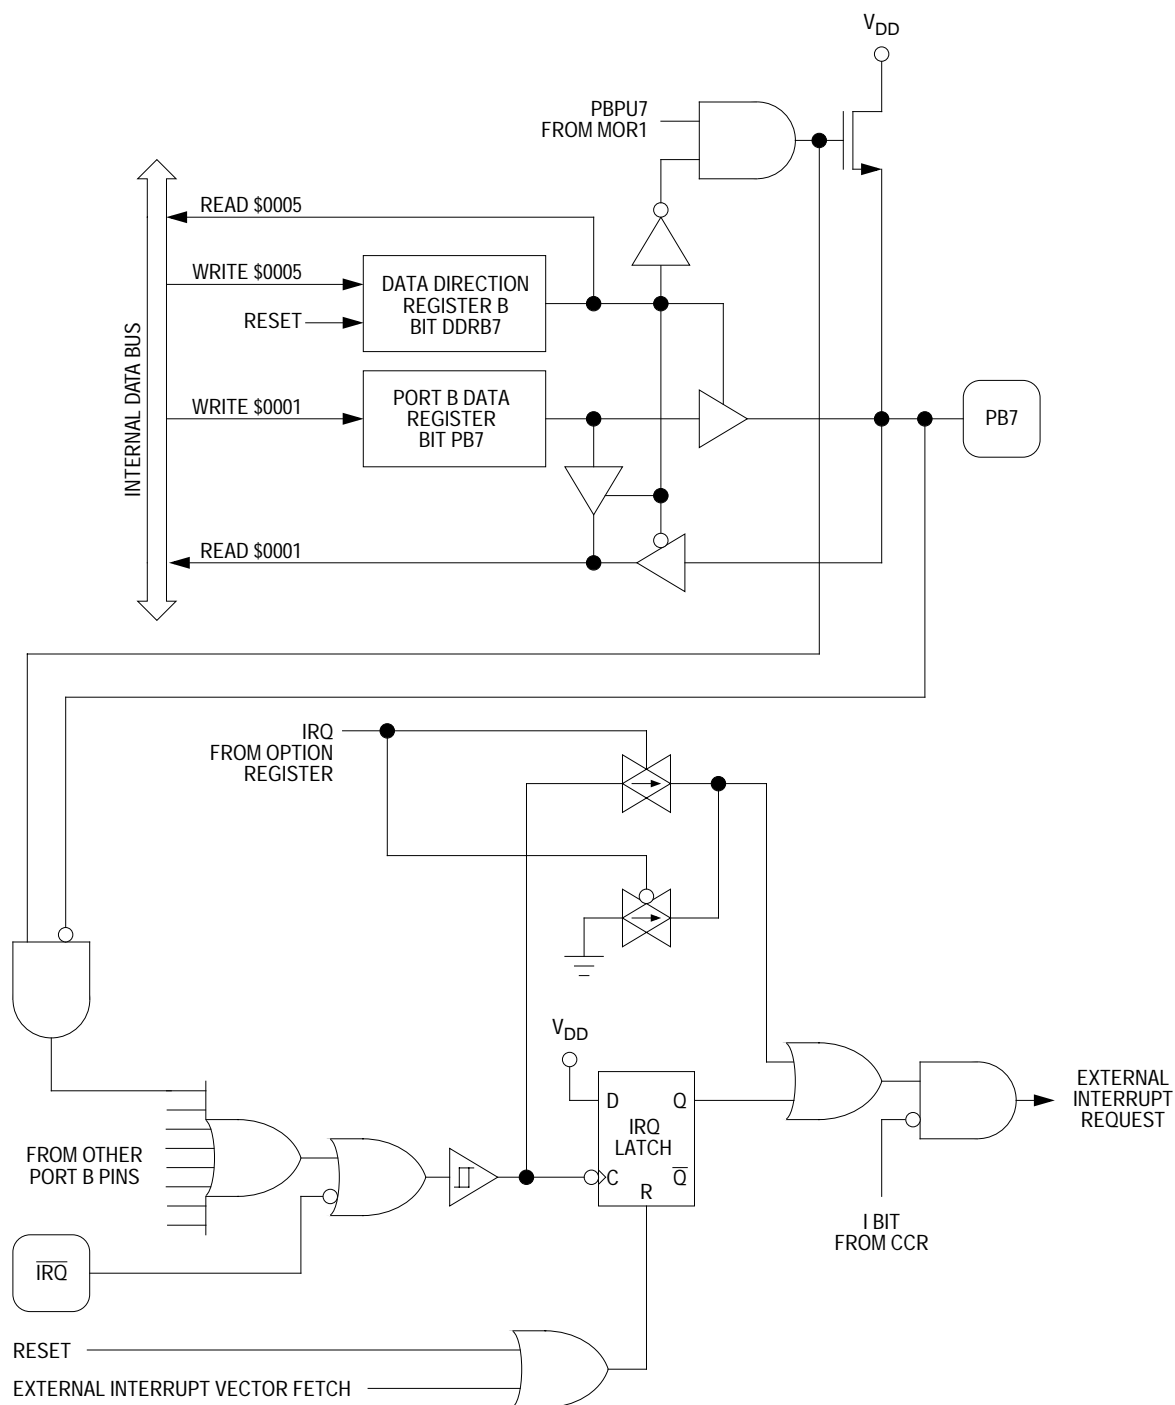 VDD
PBPU7
FROM MOR1
READ $0005
WRITE $0005
DATA DIRECTION
REGISTER B
BIT DDRB7
RESET
INTERNAL DATA BUS
WRITE $0001
PORT B DATA
REGISTER
BIT PB7
PB7
READ $0001
IRQ
FROM OPTION
REGISTER
VDD
D Q
IRQ
LATCH
C Q̅
R
EXTERNAL
INTERRUPT
REQUEST
FROM OTHER
PORT B PINS
I BIT
FROM CCR
I̅R̅Q̅
RESET
EXTERNAL INTERRUPT VECTOR FETCH